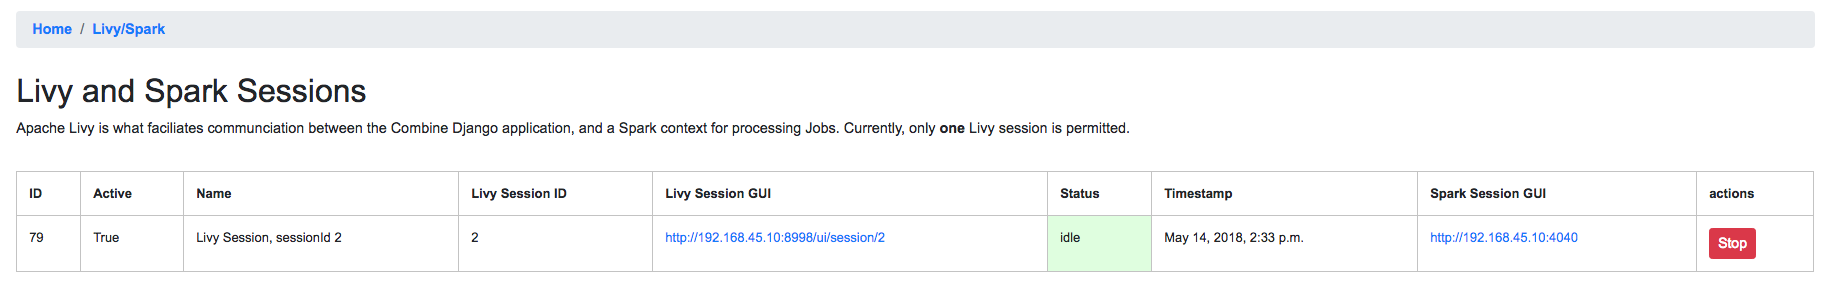 Home / Livy/Spark
Livy and Spark Sessions
Apache Livy is what faciliates communciation between the Combine Django application, and a Spark context for processing Jobs. Currently, only one Livy session is permitted.
ID Active Name Livy Session ID Livy Session GUI Status Timestamp Spark Session GUI actions
79 True Livy Session, sessionId 2 2 http://192.168.45.10:8998/ui/session/2 idle May 14, 2018, 2:33 p.m. http://192.168.45.10:4040 Stop